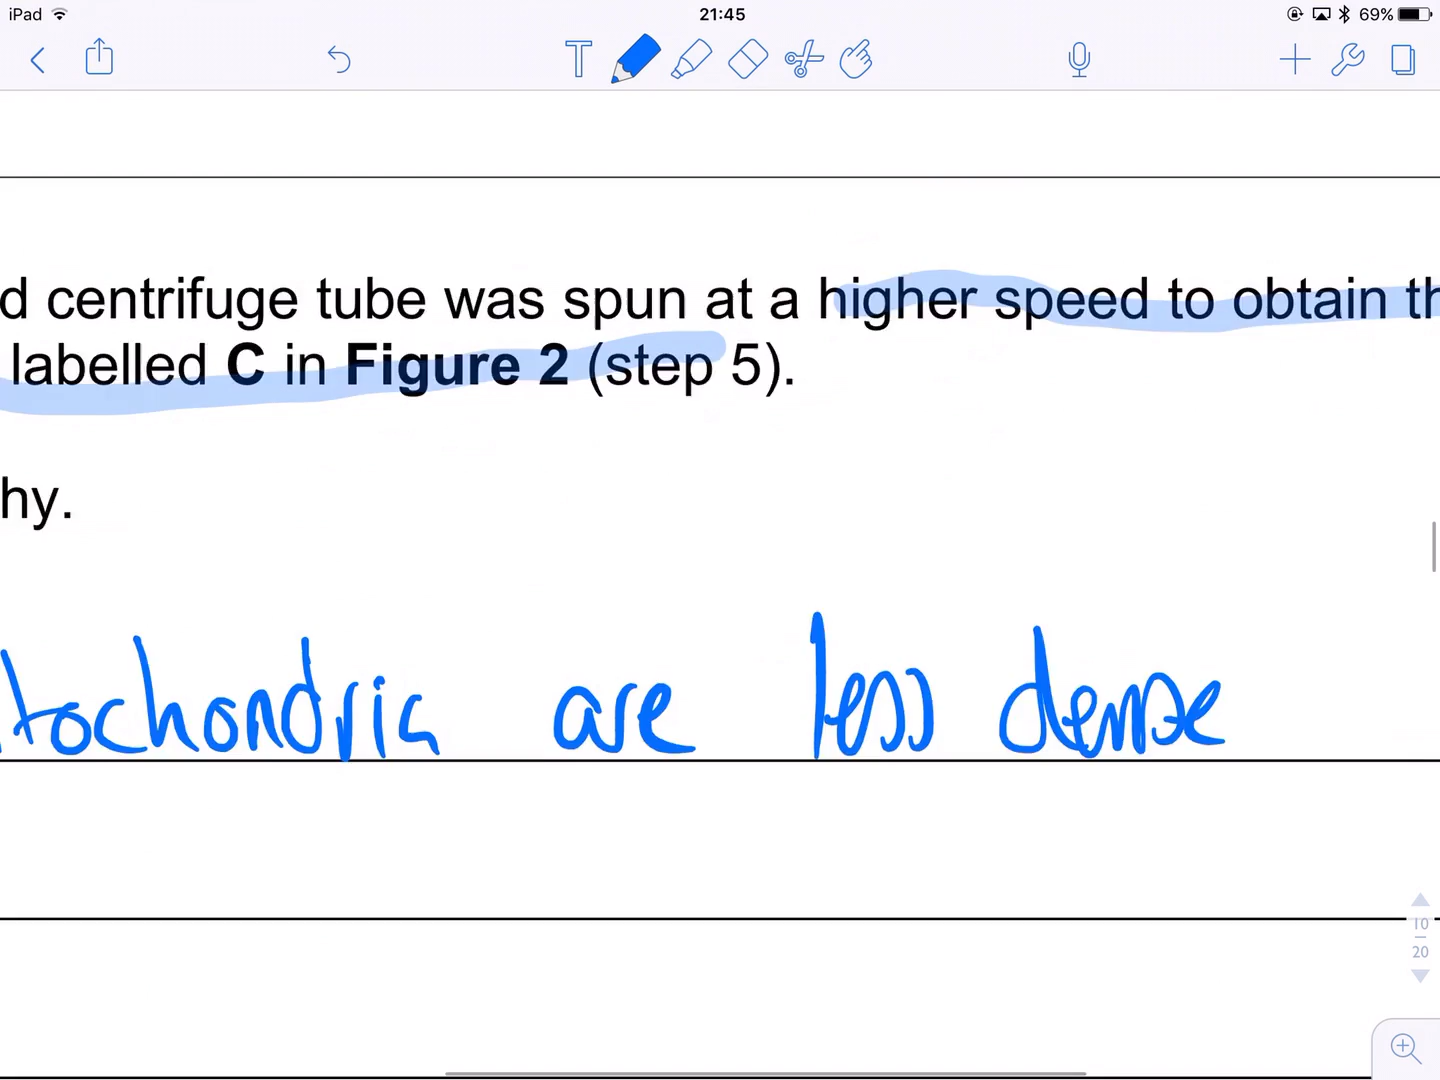 iPad 21:45 69%
T
d centrifuge tube was spun at a higher speed to obtain th
labelled C in Figure 2 (step 5).
hy.
tochondria are less dense
10
20